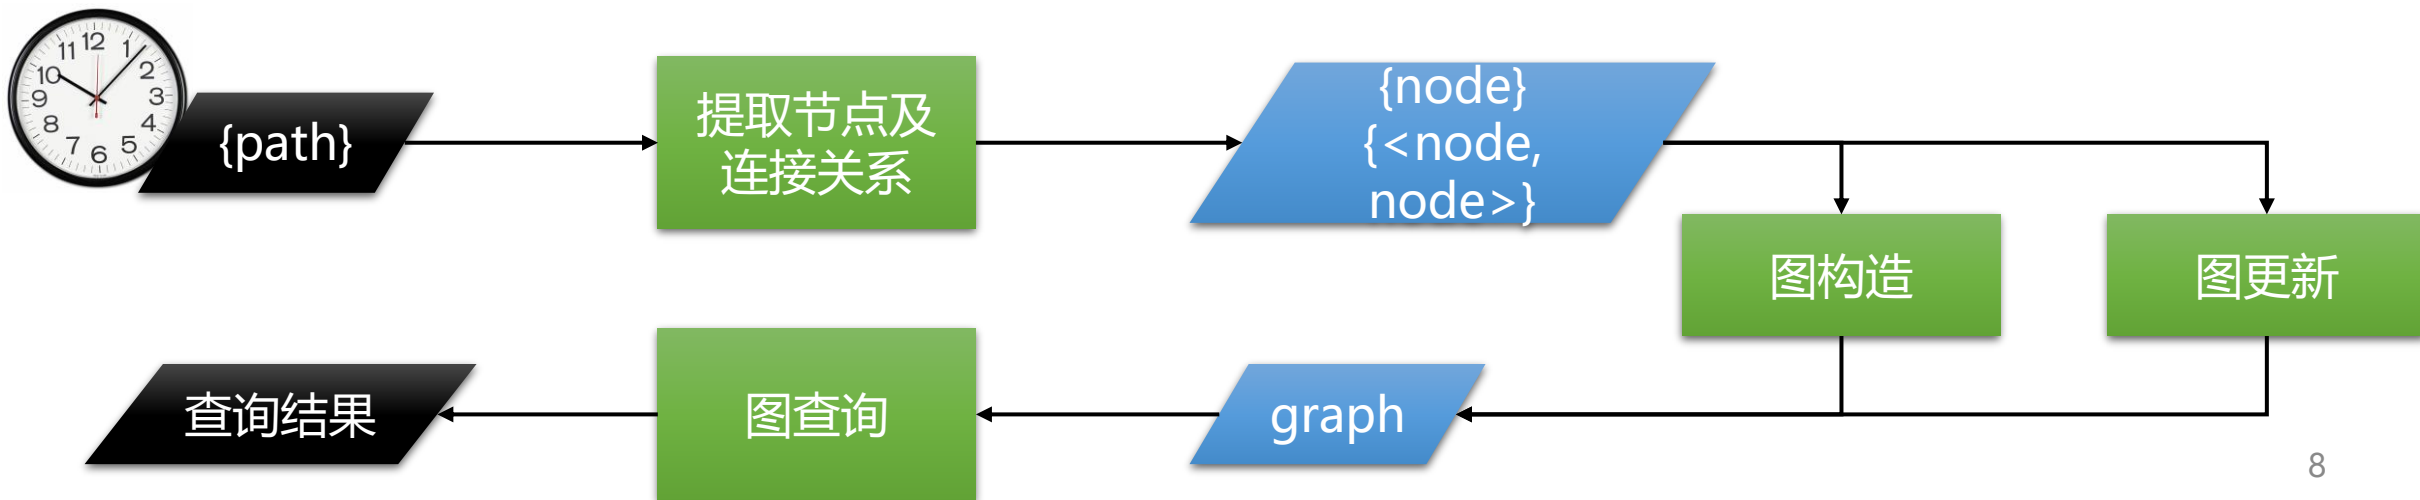 12
1
2
3
4
5
6
7
8
9
10
11
{path}
提取节点及
连接关系
{node}
{<node,
node>}
图构造
图更新
查询结果
图查询
graph
8